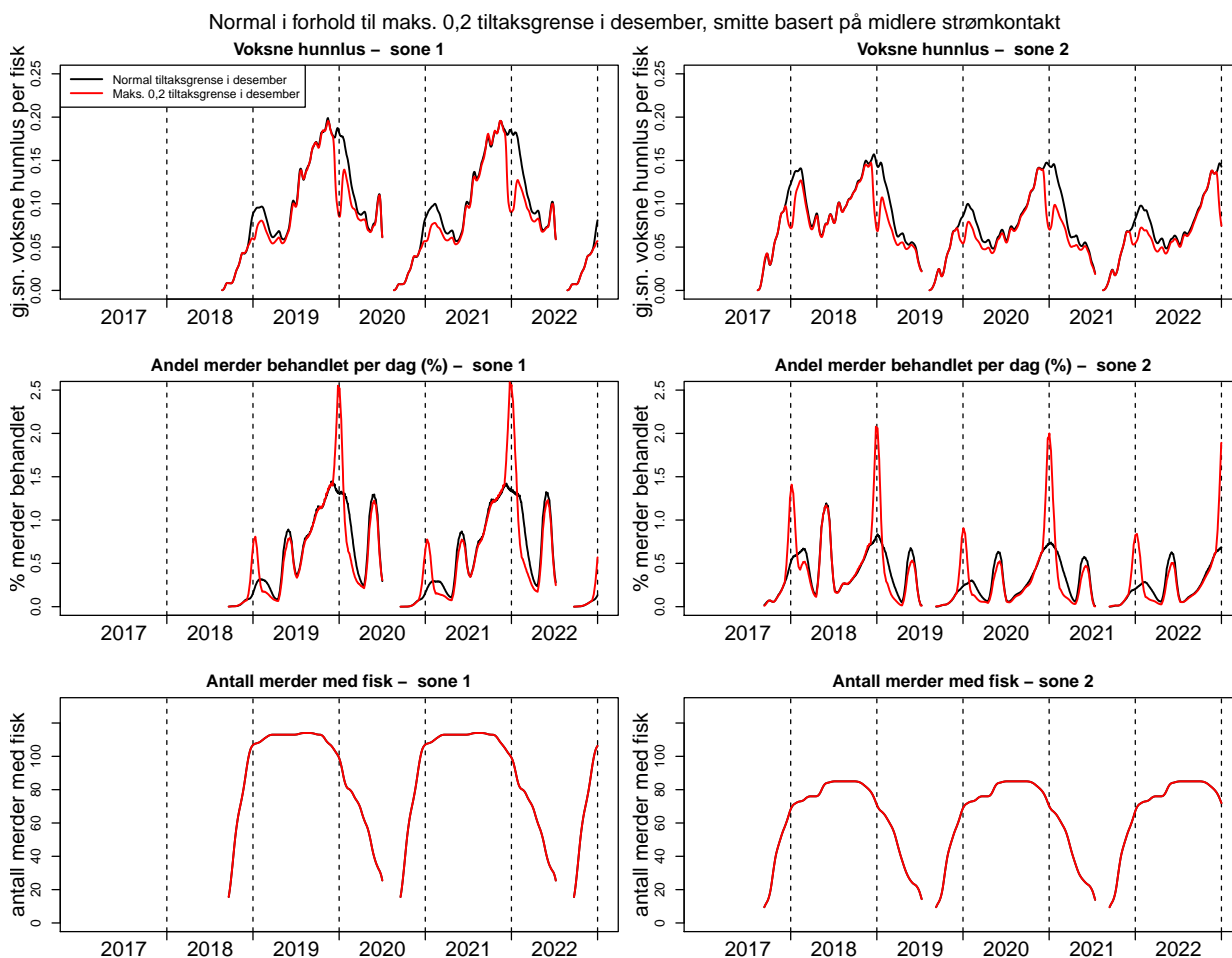 Normal i forhold til maks. 0,2 tiltaksgrense i desember, smitte basert på midlere strømkontakt
Voksne hunnlus – sone 1
gj.sn. voksne hunnlus per fisk
0.00 0.05 0.10 0.15 0.20 0.25
Normal tiltaksgrense i desember
Maks. 0,2 tiltaksgrense i desember
2017 2018 2019 2020 2021 2022
Voksne hunnlus – sone 2
gj.sn. voksne hunnlus per fisk
0.00 0.05 0.10 0.15 0.20 0.25
2017 2018 2019 2020 2021 2022
Andel merder behandlet per dag (%) – sone 1
% merder behandlet
0.0 0.5 1.0 1.5 2.0 2.5
2017 2018 2019 2020 2021 2022
Andel merder behandlet per dag (%) – sone 2
% merder behandlet
0.0 0.5 1.0 1.5 2.0 2.5
2017 2018 2019 2020 2021 2022
Antall merder med fisk – sone 1
antall merder med fisk
0 20 40 60 80 100
2017 2018 2019 2020 2021 2022
Antall merder med fisk – sone 2
antall merder med fisk
0 20 40 60 80 100
2017 2018 2019 2020 2021 2022